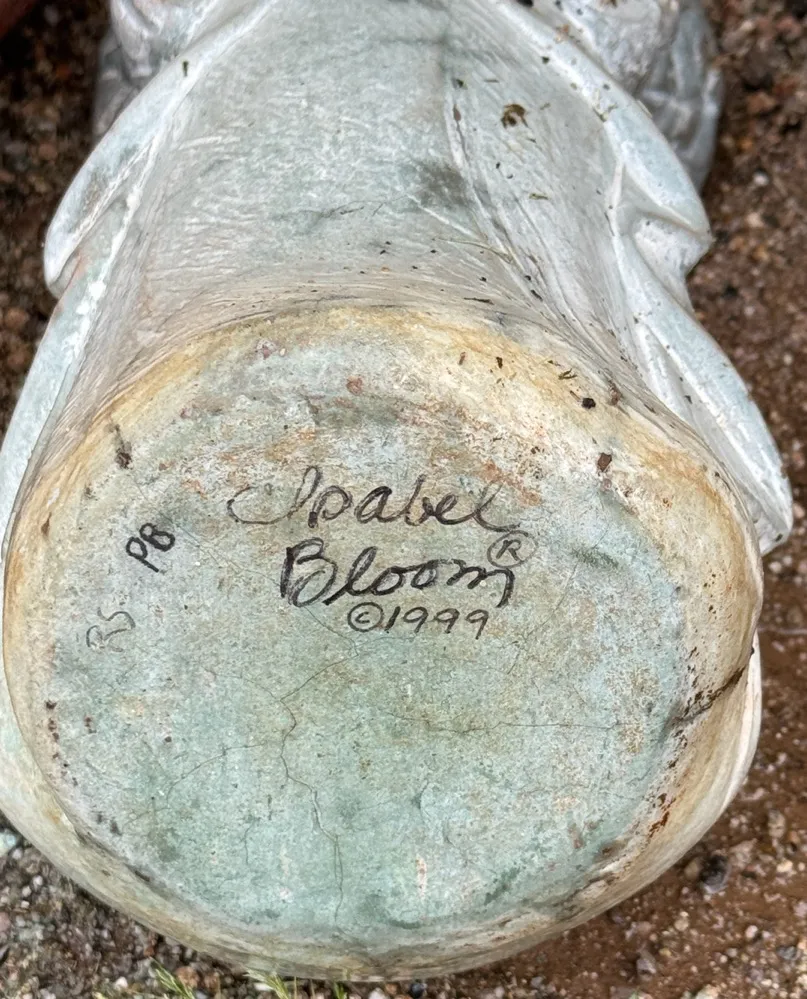 Isabel
Bloom®
©1999
PB
RS